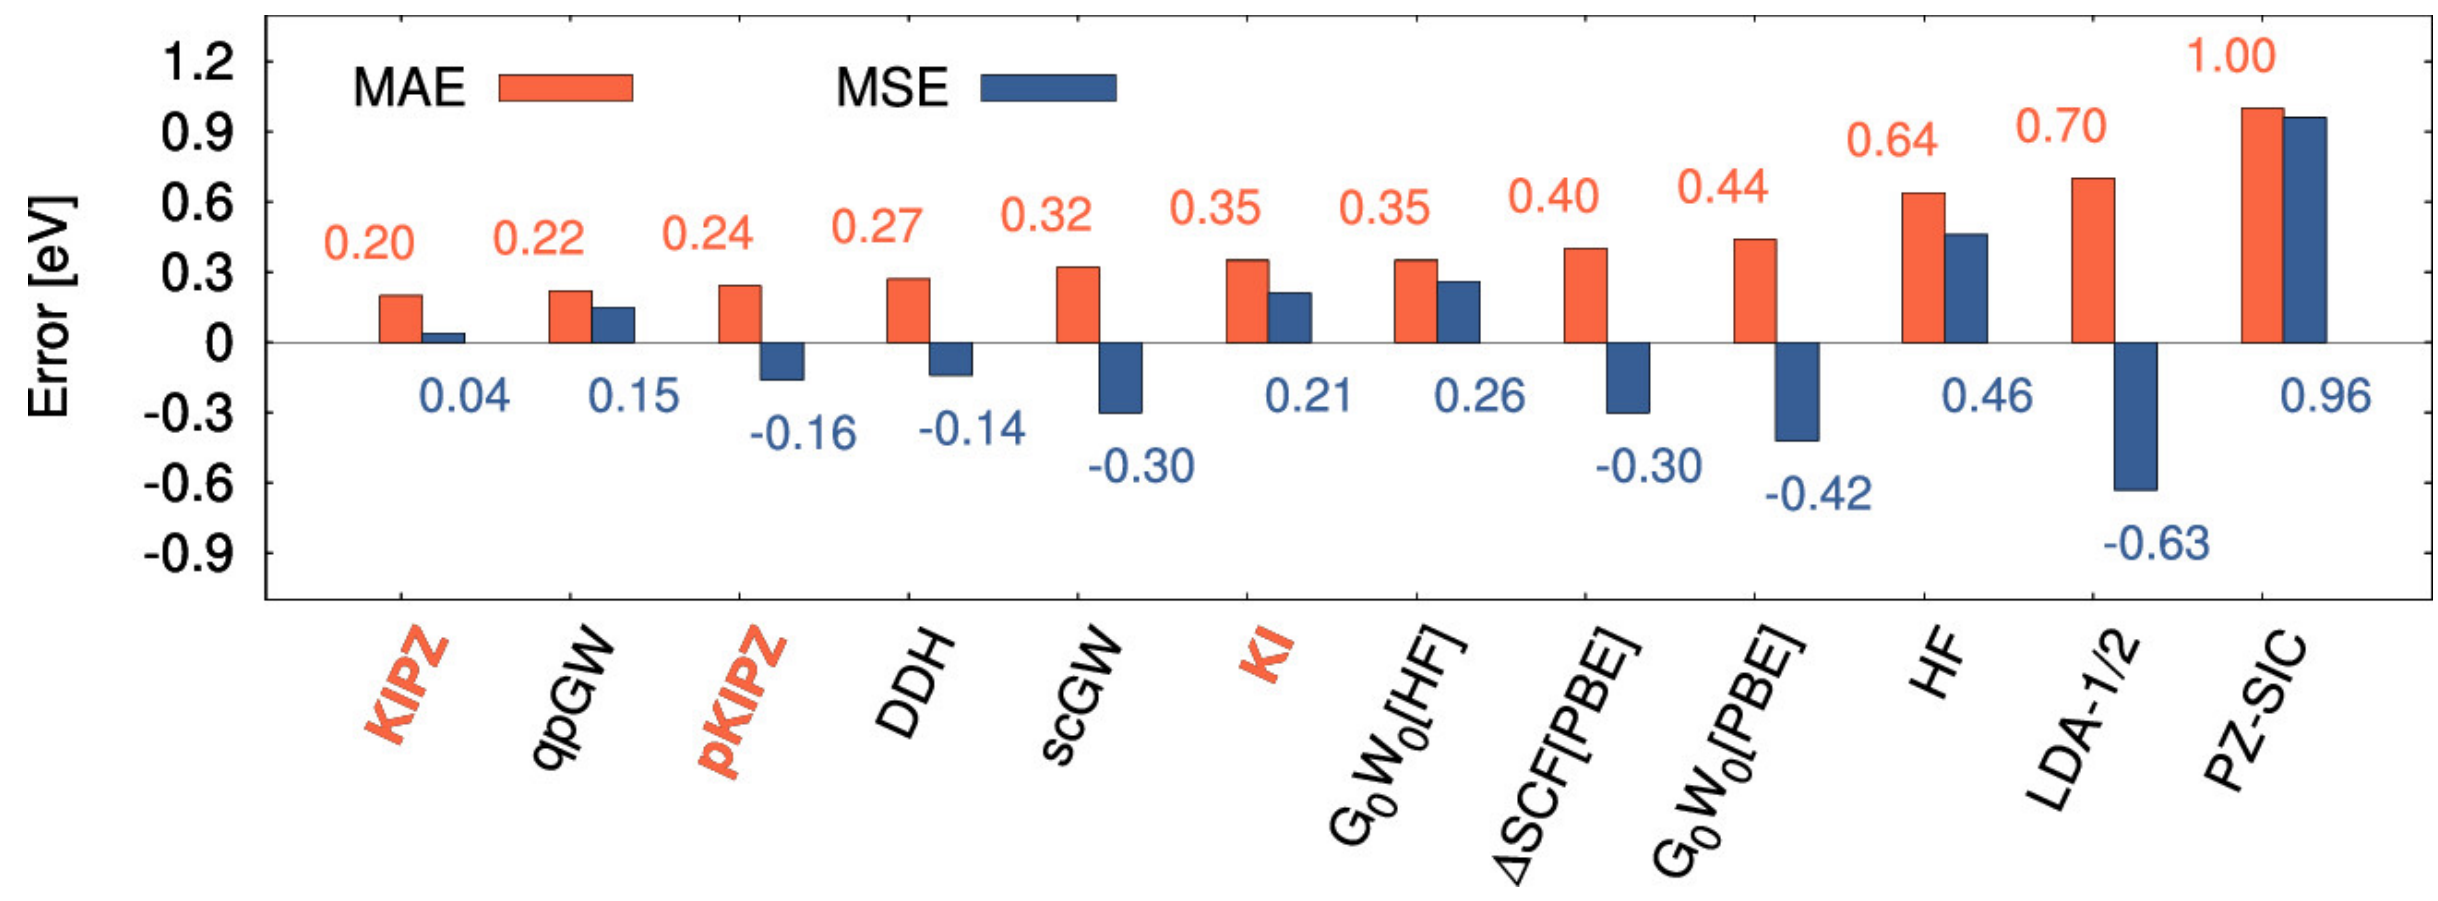 MAE
MSE
Error [eV]
1.2
0.9
0.6
0.3
0
-0.3
-0.6
-0.9
0.20
0.22
0.24
0.27
0.32
0.35
0.35
0.40
0.44
0.64
0.70
1.00
0.04
0.15
-0.16
-0.14
-0.30
0.21
0.26
-0.30
-0.42
0.46
-0.63
0.96
KIPZ
qpGW
pKIPZ
DDH
scGW
KI
G₀W₀[HF]
ΔSCF[PBE]
G₀W₀[PBE]
HF
LDA-1/2
PZ-SIC